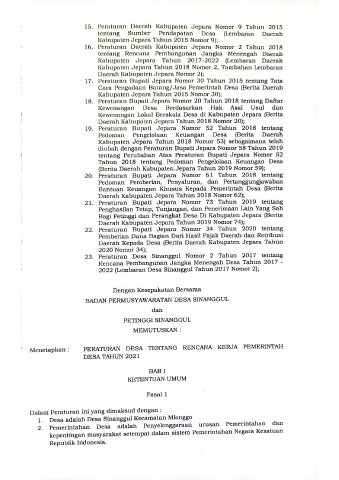 15. Peraturan Daerah Kabupaten Jepara Nomor 9 Tahun 2015
tentang Sumber Pendapatan Desa (Lembaran Daerah
Kabupaten Jepara Tahun 2015 Nomor 9);
16. Peraturan Daerah Kabupaten Jepara Nomor 2 Tahun 2018
tentang Rencana Pembangunan Jangka Menengah Daerah
Kabupaten Jepara Tahun 2017-2022 (Lembaran Daerah
Kabupaten Jepara Tahun 2018 Nomor 2, Tambahan Lembaran
Daerah Kabupaten Jepara Nomor 2);
17. Peraturan Bupati Jepara Nomor 30 Tahun 2015 tentang Tata
Cara Pengadaan Barang/Jasa Pemerintah Desa (Berita Daerah
Kabupaten Jepara Tahun 2015 Nomor 30);
18. Peraturan Bupati Jepara Nomor 20 Tahun 2018 tentang Daftar
Kewenangan Desa Berdasarkan Hak Asal Usul dan
Kewenangan Lokal Berskala Desa di Kabupaten Jepara (Berita
Daerah Kabupaten Jepara Tahun 2018 Nomor 20);
19. Peraturan Bupati Jepara Nomor 52 Tahun 2018 tentang
Pedoman Pengelolaan Keuangan Desa (Berita Daerah
Kabupaten Jepara Tahun 2018 Nomor 53) sebagaimana telah
diubah dengan Peraturan Bupati Jepara Nomor 58 Tahun 2019
tentang Perubahan Atas Peraturan Bupati Jepara Nomor 52
Tahun 2018 tentang Pedoman Pengelolaan Keuangan Desa
(Berita Daerah Kabupaten Jepara Tahun 2019 Nomor 59);
20. Peraturan Bupati Jepara Nomor 61 Tahun 2018 tentang
Pedoman Pemberian, Penyaluran, dan Pertanggungjawaban
Bantuan Keuangan Khusus Kepada Pemerintah Desa (Berita
Daerah Kabupaten Jepara Tahun 2018 Nomor 62);
21. Peraturan Bupati Jepara Nomor 73 Tahun 2019 tentang
Penghasilan Tetap, Tunjangan, dan Penerimaan Lain Yang Sah
Bagi Petinggi dan Perangkat Desa Di Kabupaten Jepara (Berita
Daerah Kabupaten Jepara Tahun 2019 Nomor 74);
22. Peraturan Bupati Jepara Nomor 34 Tahun 2020 tentang
Pemberian Dana Bagian Dari Hasil Pajak Daerah dan Retribusi
Daerah Kepada Desa (Berita Daerah Kabupaten Jepara Tahun
2020 Nomor 34);
23. Peraturan Desa Sinanggul Nomor 2 Tahun 2017 tentang
Rencana Pembangunan Jangka Menengah Desa Tahun 2017 -
2022 (Lembaran Desa Sinanggul Tahun 2017 Nomor 2);
Dengan Kesepakatan Bersama
BADAN PERMUSYAWARATAN DESA SINANGGUL
dan
PETINGGI SINANGGUL
MEMUTUSKAN :
Menetapkan : PERATURAN DESA TENTANG RENCANA KERJA PEMERINTAH
DESA TAHUN 2021
BAB I
KETENTUAN UMUM
Pasal 1
Dalam Peraturan ini yang dimaksud dengan :
1. Desa adalah Desa Sinanggul Kecamatan Mlonggo
2. Pemerintahan Desa adalah Penyelenggaraan urusan Pemerintahan dan
kepentingan masyarakat setempat dalam sistem Pemerintahan Negara Kesatuan
Republik Indonesia.